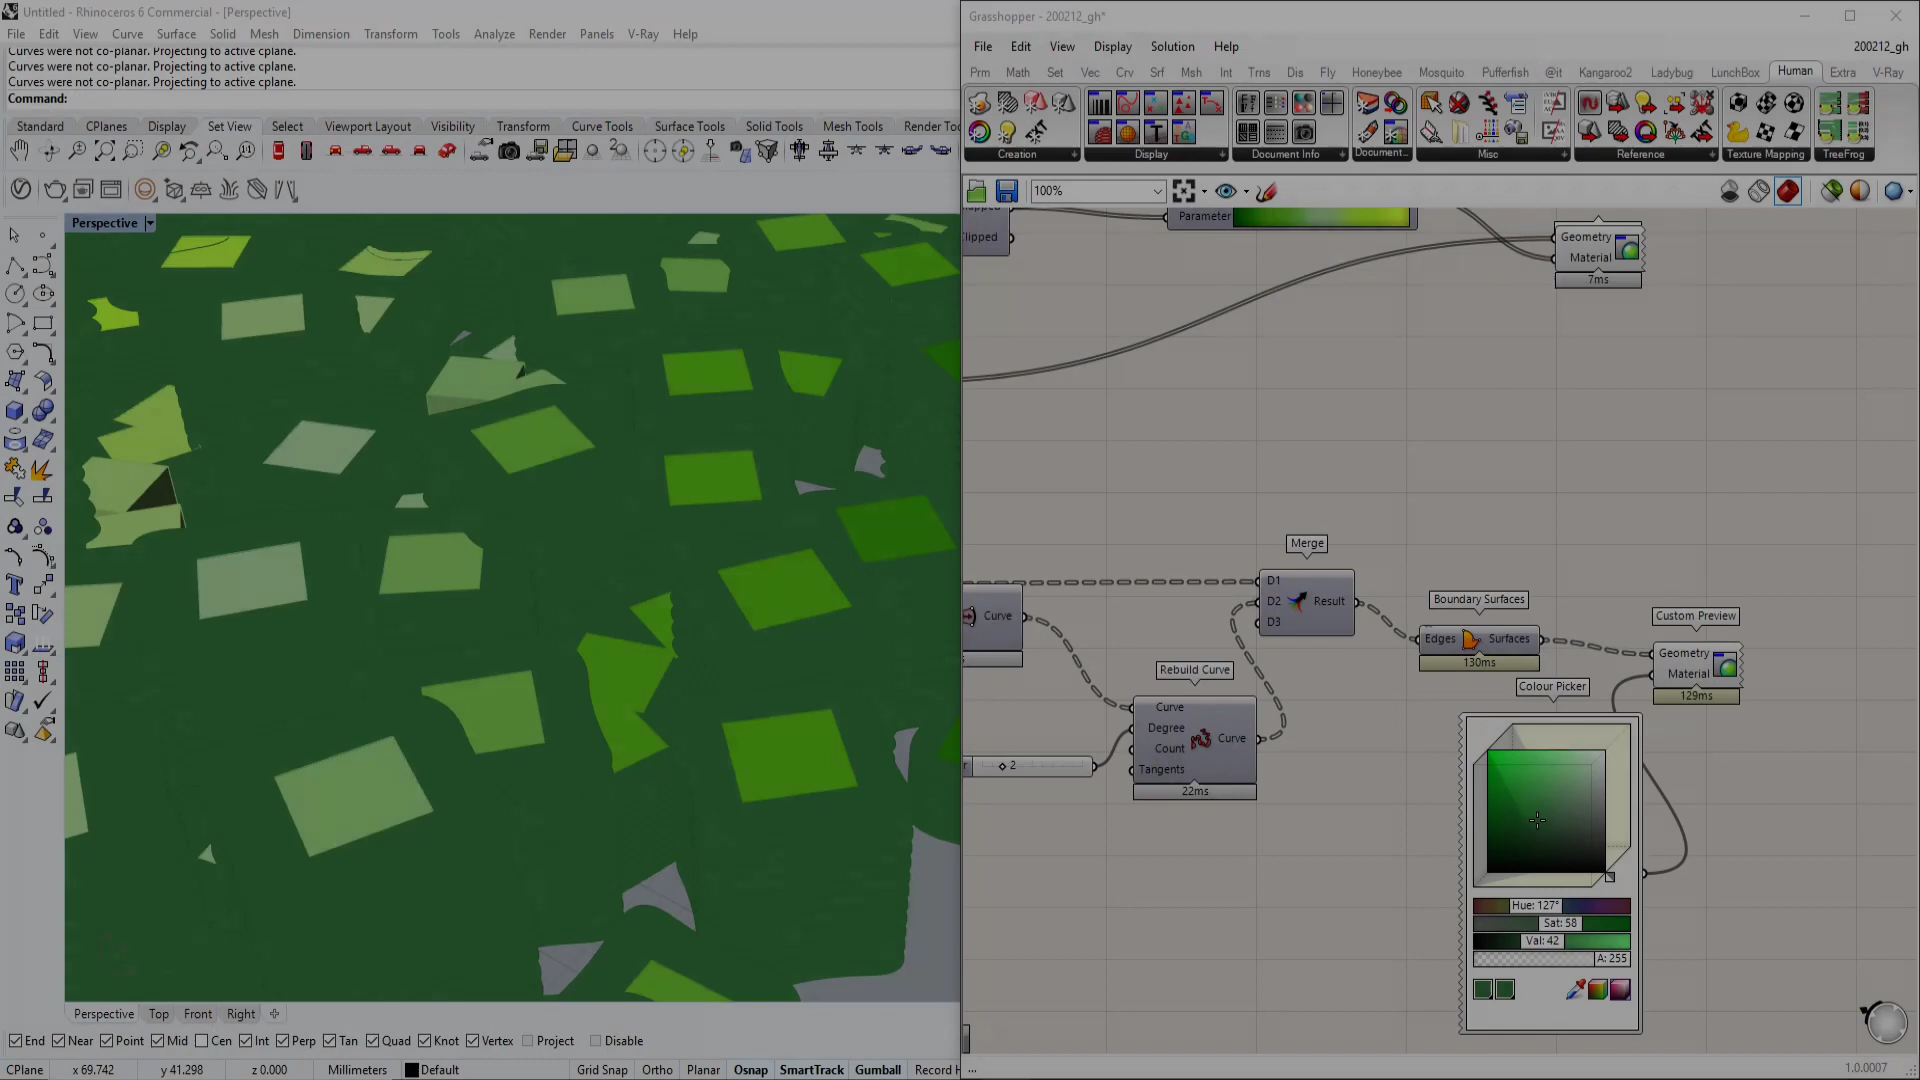 Untitled - Rhinoceros 6 Commercial - [Perspective]
File Edit View Curve Surface Solid Mesh Dimension Transform Tools Analyze Render Panels V-Ray Help
Curves were not co-planar. Projecting to active cplane.
Curves were not co-planar. Projecting to active cplane.
Curves were not co-planar. Projecting to active cplane.
Command:
Standard CPlanes Display Set View Select Viewport Layout Visibility Transform Curve Tools Surface Tools Solid Tools Mesh Tools Render Too
Perspective
Perspective Top Front Right
End Near Point Mid Cen Int Perp Tan Quad Knot Vertex Project Disable
CPlane x 69.742 y 41.298 z 0.000 Millimeters Default Grid Snap Ortho Planar Osnap SmartTrack Gumball Record H
Grasshopper - 200212_gh*
File Edit View Display Solution Help 200212_gh
Prm Math Set Vec Crv Srf Msh Int Trns Dis Fly Honeybee Mosquito Pufferfish @it Kangaroo2 Ladybug LunchBox Human Extra V-Ray
Creation Display Document Info Document... Misc Reference Texture Mapping TreeFrog
100%
Parameter
lipped
Geometry
Material
7ms
Merge
D1
D2 Result
D3
Curve
Boundary Surfaces
Edges Surfaces
130ms
Custom Preview
Geometry
Material
129ms
Rebuild Curve
Curve
Degree
Count Curve
Tangents
22ms
r 2
Colour Picker
Hue: 127°
Sat: 58
Val: 42
A: 255
...
1.0.0007